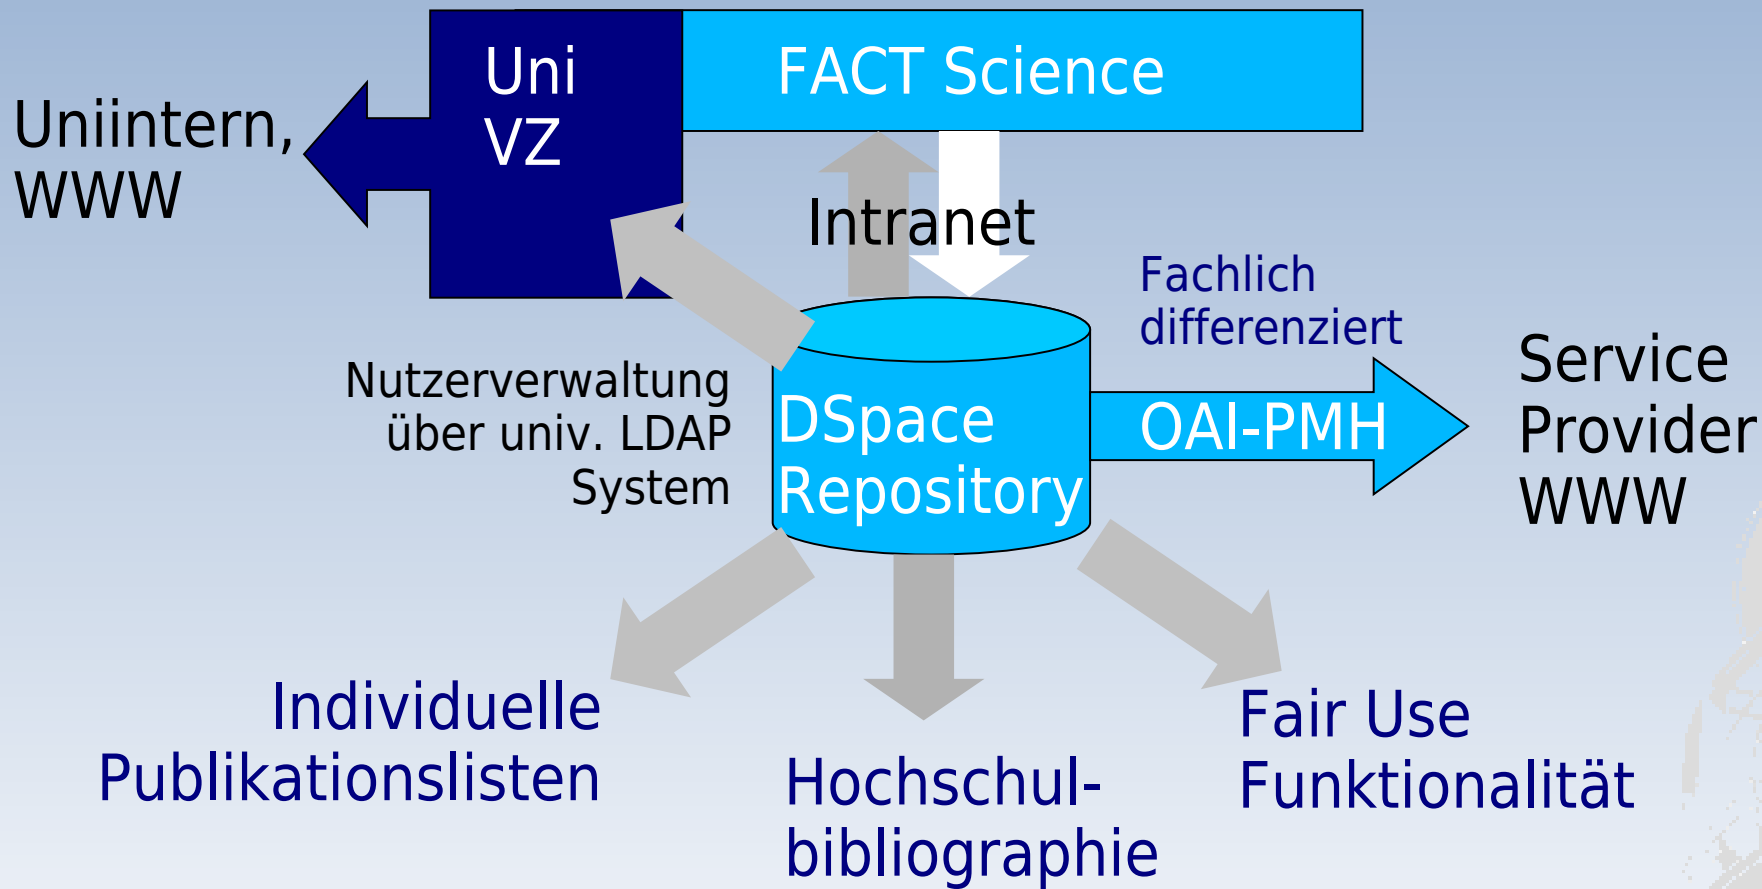 Uni
VZ
FACT Science
Uniintern,
WWW
Intranet
Fachlich
differenziert
Nutzerverwaltung
über univ. LDAP
System
DSpace
Repository
OAI-PMH
Service
Provider
WWW
Individuelle
Publikationslisten
Hochschul-
bibliographie
Fair Use
Funktionalität